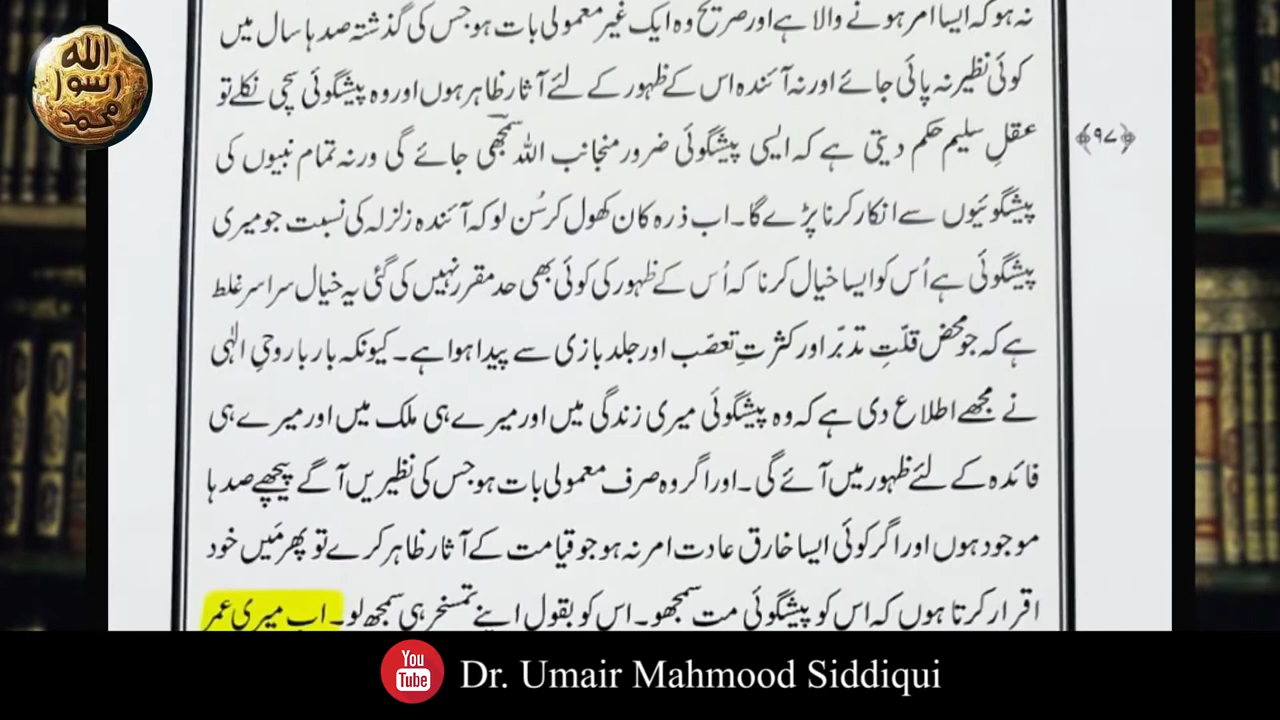 الله
رسول
محمد
نہ ہو کہ ایسا امر ہونے والا ہے اور صریح وہ ایک غیر معمولی بات ہو جس کی گذشتہ صدہا سال میں
کوئی نظیر نہ پائی جائے اور نہ آئندہ اس کے ظہور کے لئے آثار ظاہر ہوں اور وہ پیشگوئی سچی نکلے تو
عقلِ سلیم حکم دیتی ہے کہ ایسی پیشگوئی ضرور منجانب اللہ سمجھی جائے گی ورنہ تمام نبیوں کی
﴿۹۷﴾
پیشگوئیوں سے انکار کرنا پڑے گا۔ اب ذرہ کان کھول کر سُن لو کہ آئندہ زلزلہ کی نسبت جو میری
پیشگوئی ہے اُس کو ایسا خیال کرنا کہ اُس کے ظہور کی کوئی بھی حد مقرر نہیں کی گئی یہ خیال سراسر غلط
ہے کہ جو محض قلّتِ تدبّر اور کثرتِ تعصّب اور جلد بازی سے پیدا ہوا ہے۔ کیونکہ بار بار وحیِ الٰہی
نے مجھے اطلاع دی ہے کہ وہ پیشگوئی میری زندگی میں اور میرے ہی ملک میں اور میرے ہی
فائدہ کے لئے ظہور میں آئے گی۔ اور اگر وہ صرف معمولی بات ہو جس کی نظیریں آگے پیچھے صدہا
موجود ہوں اور اگر کوئی ایسا خارق عادت امر نہ ہو جو قیامت کے آثار ظاہر کرے تو پھر مَیں خود
اقرار کرتا ہوں کہ اس کو پیشگوئی مت سمجھو۔ اس کو بقول اپنے تمسخر ہی سمجھ لو۔ اب میری عمر
You
Tube
Dr. Umair Mahmood Siddiqui